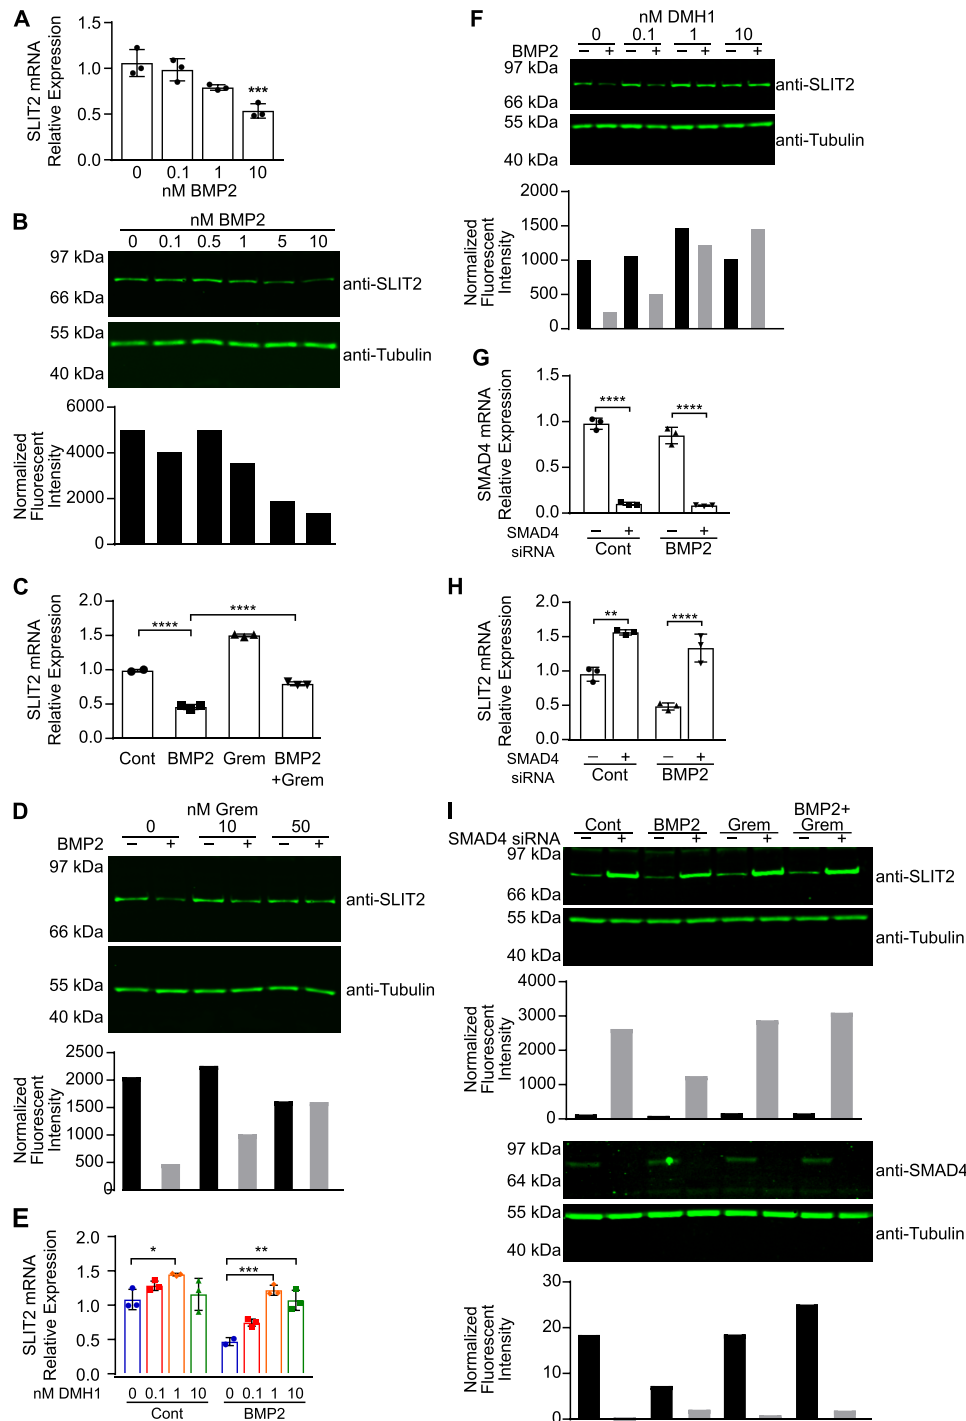 A
SLIT2 mRNA
Relative Expression
1.5
1.0
0.5
0.0
***
0 0.1 1 10
nM BMP2
B
nM BMP2
0 0.1 0.5 1 5 10
97 kDa
66 kDa
anti-SLIT2
55 kDa
40 kDa
anti-Tubulin
Normalized
Fluorescent
Intensity
6000
4000
2000
0
C
SLIT2 mRNA
Relative Expression
2.0
1.5
1.0
0.5
0.0
****
****
Cont BMP2 Grem BMP2
+Grem
D
nM Grem
0 10 50
BMP2 – + – + – +
97 kDa
66 kDa
anti-SLIT2
55 kDa
40 kDa
anti-Tubulin
Normalized
Fluorescent
Intensity
2500
2000
1500
1000
500
0
E
SLIT2 mRNA
Relative Expression
2.0
1.5
1.0
0.5
0.0
*
**
***
nM DMH1 0 0.1 1 10 0 0.1 1 10
Cont BMP2
F
nM DMH1
0 0.1 1 10
BMP2 – + – + – + – +
97 kDa
66 kDa
anti-SLIT2
55 kDa
40 kDa
anti-Tubulin
Normalized
Fluorescent
Intensity
2000
1500
1000
500
0
G
SMAD4 mRNA
Relative Expression
1.5
1.0
0.5
0.0
****
****
SMAD4
siRNA
– + – +
Cont BMP2
H
SLIT2 mRNA
Relative Expression
2.0
1.5
1.0
0.5
0.0
**
****
SMAD4
siRNA
– + – +
Cont BMP2
I
Cont BMP2 Grem BMP2+
Grem
SMAD4 siRNA – + – + – + – +
97 kDa
66 kDa
anti-SLIT2
55 kDa
40 kDa
anti-Tubulin
Normalized
Fluorescent
Intensity
4000
3000
2000
1000
0
97 kDa
64 kDa
anti-SMAD4
55 kDa
40 kDa
anti-Tubulin
Normalized
Fluorescent
Intensity
30
20
10
0